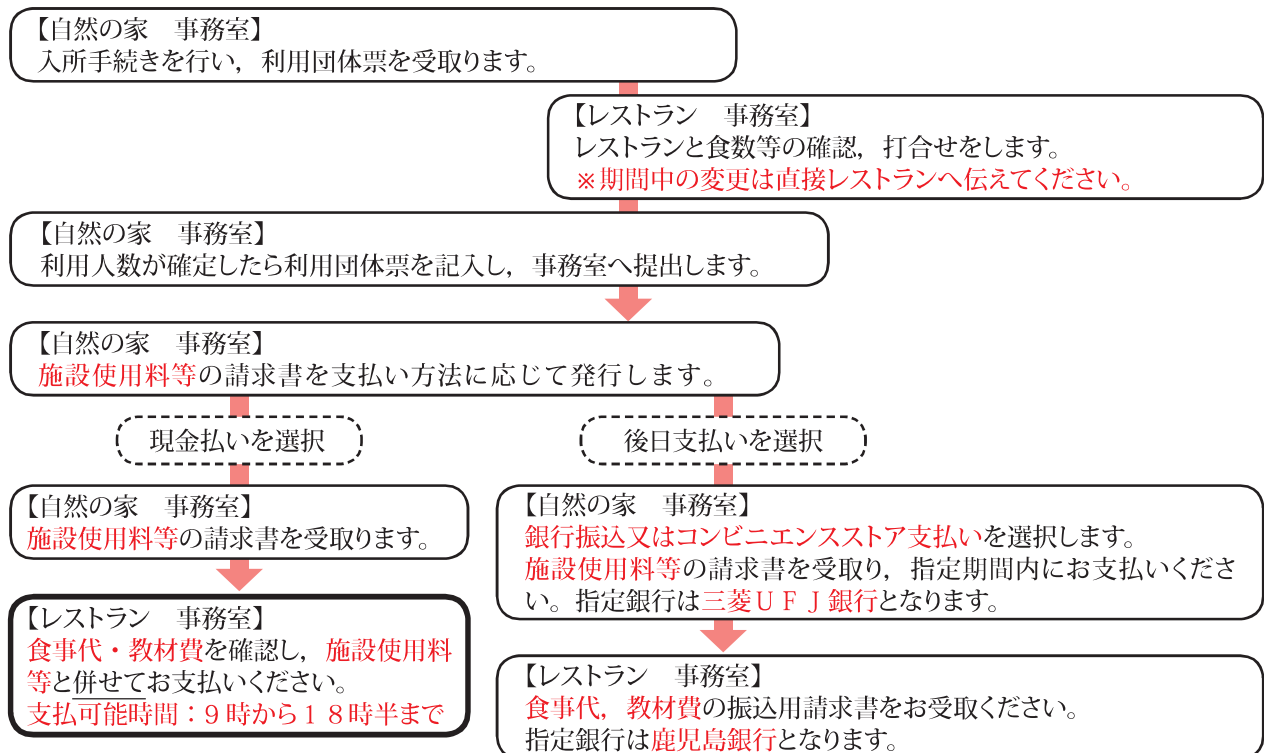 【自然の家　事務室】
入所手続きを行い，利用団体票を受取ります。
【レストラン　事務室】
レストランと食数等の確認，打合せをします。
※期間中の変更は直接レストランへ伝えてください。
【自然の家　事務室】
利用人数が確定したら利用団体票を記入し，事務室へ提出します。
【自然の家　事務室】
施設使用料等の請求書を支払い方法に応じて発行します。
現金払いを選択
【自然の家　事務室】
施設使用料等の請求書を受取ります。
【レストラン　事務室】
食事代・教材費を確認し，施設使用料
等と併せてお支払いください。
支払可能時間：９時から１８時半まで
後日支払いを選択
【自然の家　事務室】
銀行振込又はコンビニエンスストア支払いを選択します。
施設使用料等の請求書を受取り，指定期間内にお支払いくださ
い。指定銀行は三菱ＵＦＪ銀行となります。
【レストラン　事務室】
食事代，教材費の振込用請求書をお受取ください。
指定銀行は鹿児島銀行となります。